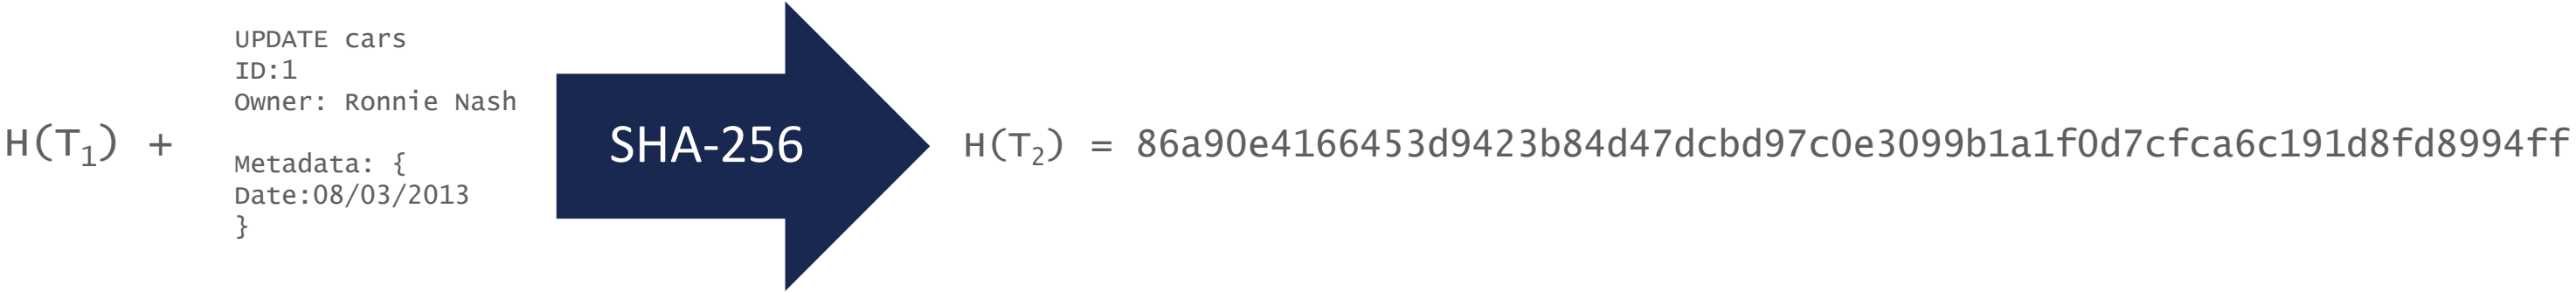 H(T₁) +
UPDATE cars
ID:1
Owner: Ronnie Nash
Metadata: {
Date:08/03/2013
}
SHA-256
H(T₂) = 86a90e4166453d9423b84d47dcbd97c0e3099b1a1f0d7cfca6c191d8fd8994ff